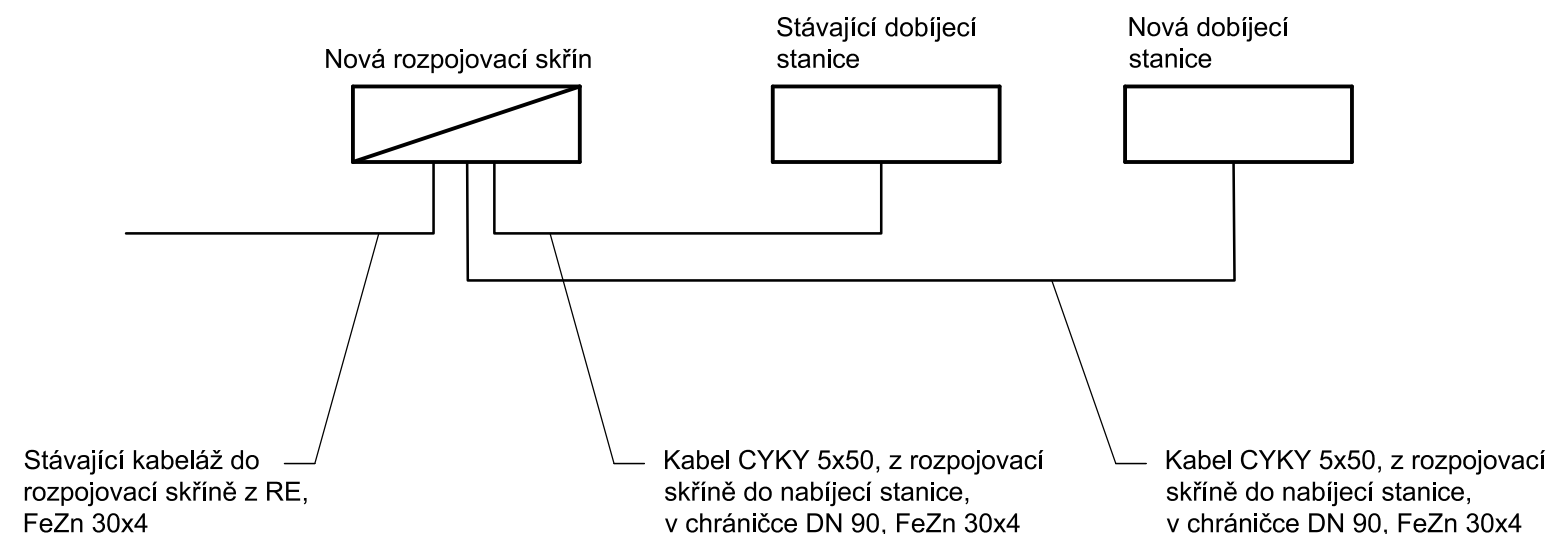 Nová rozpojovací skřín
Stávající dobíjecí
stanice
Nová dobíjecí
stanice
Stávající kabeláž do
rozpojovací skříně z RE,
FeZn 30x4
Kabel CYKY 5x50, z rozpojovací
skříně do nabíjecí stanice,
v chráničce DN 90, FeZn 30x4
Kabel CYKY 5x50, z rozpojovací
skříně do nabíjecí stanice,
v chráničce DN 90, FeZn 30x4